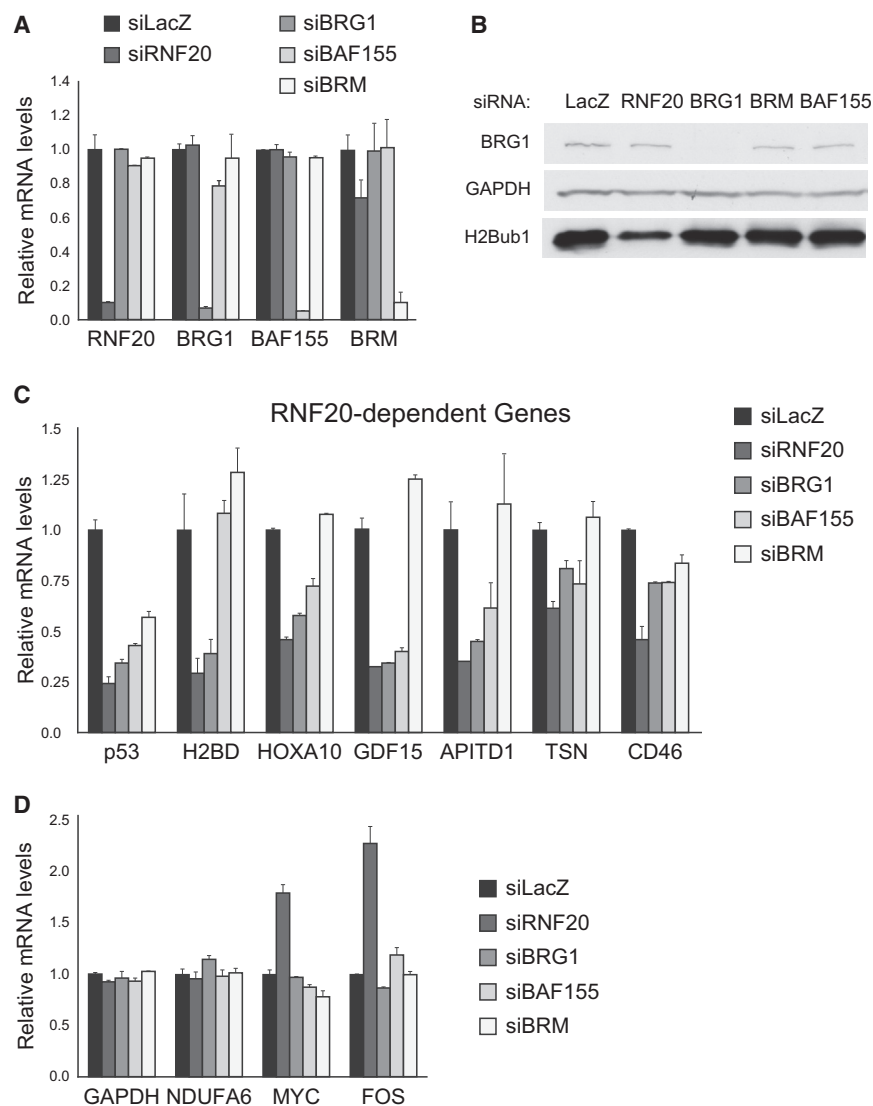 A
siLacZ
siRNF20
siBRG1
siBAF155
siBRM
Relative mRNA levels
1.4
1.2
1.0
0.8
0.6
0.4
0.2
0.0
RNF20 BRG1 BAF155 BRM
B
siRNA: LacZ RNF20 BRG1 BRM BAF155
BRG1
GAPDH
H2Bub1
C
RNF20-dependent Genes
Relative mRNA levels
1.5
1.25
1.0
0.75
0.5
0.25
0.0
p53 H2BD HOXA10 GDF15 APITD1 TSN CD46
siLacZ
siRNF20
siBRG1
siBAF155
siBRM
D
Relative mRNA levels
2.5
2.0
1.5
1.0
0.5
0.0
GAPDH NDUFA6 MYC FOS
siLacZ
siRNF20
siBRG1
siBAF155
siBRM